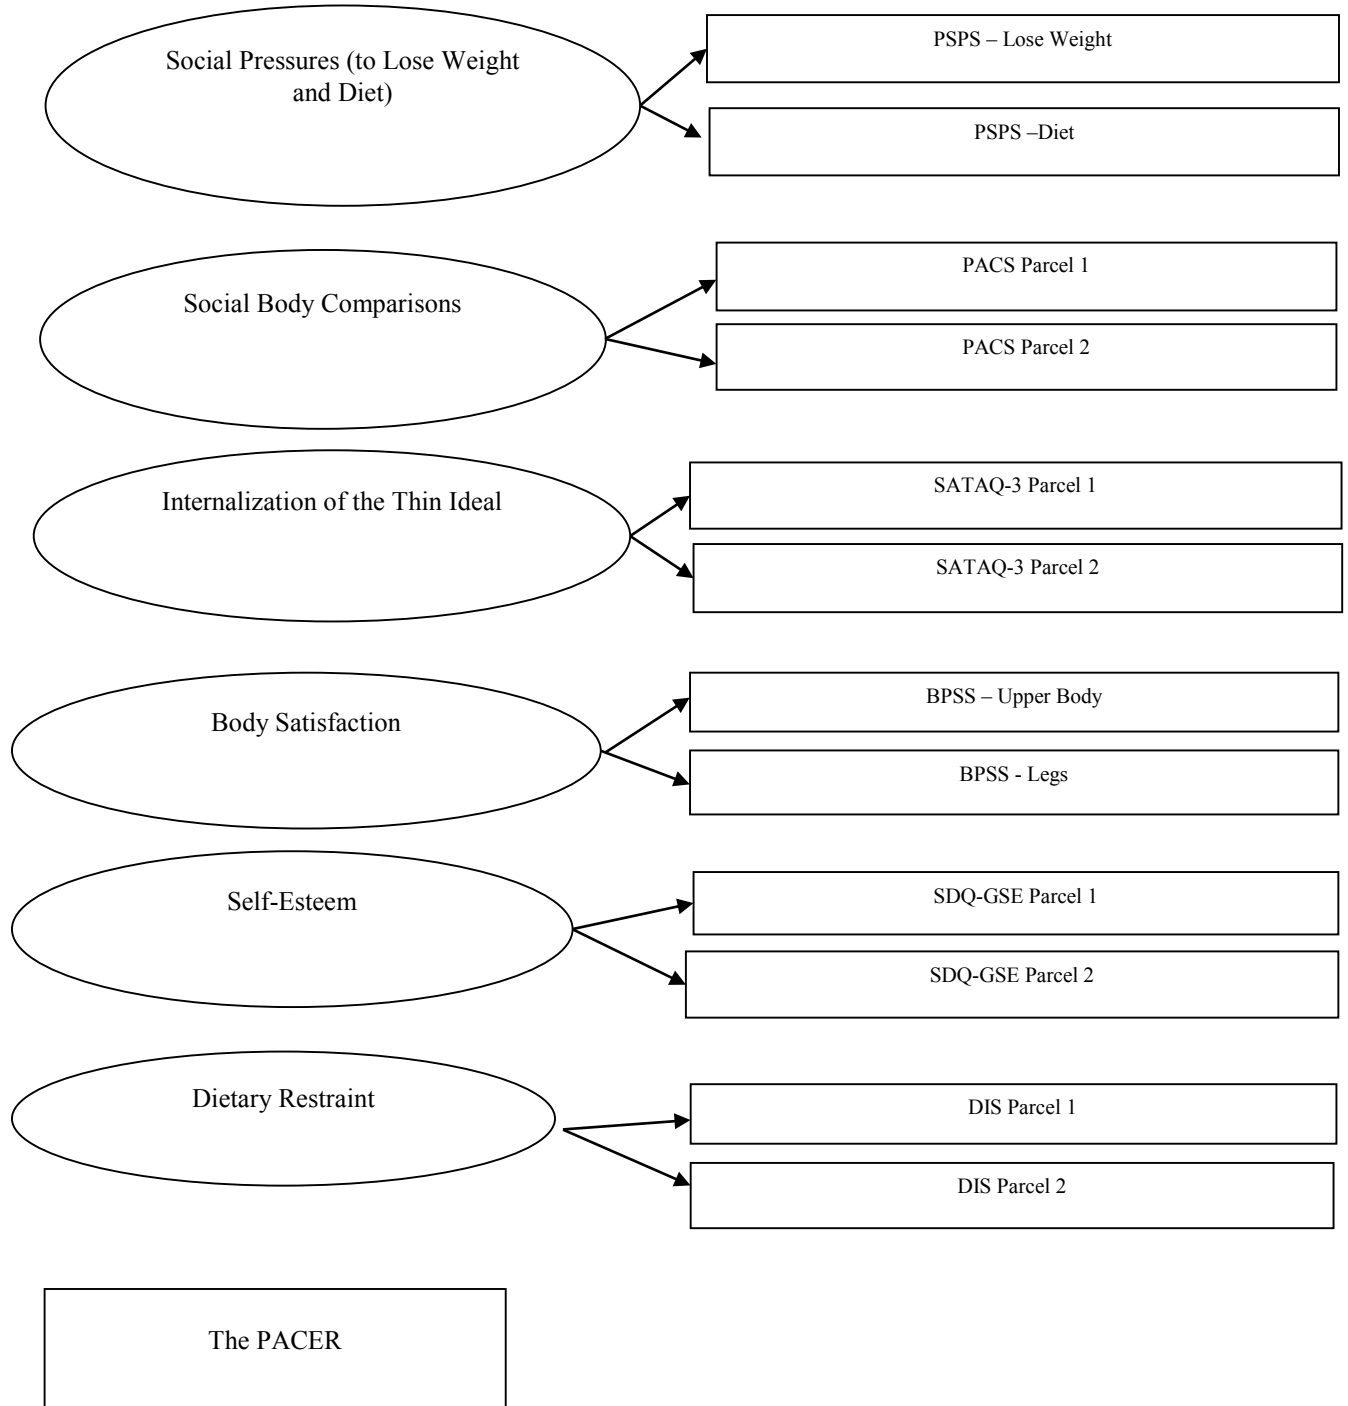 Social Pressures (to Lose Weight
and Diet)
PSPS – Lose Weight
PSPS –Diet
Social Body Comparisons
PACS Parcel 1
PACS Parcel 2
Internalization of the Thin Ideal
SATAQ-3 Parcel 1
SATAQ-3 Parcel 2
Body Satisfaction
BPSS – Upper Body
BPSS - Legs
Self-Esteem
SDQ-GSE Parcel 1
SDQ-GSE Parcel 2
Dietary Restraint
DIS Parcel 1
DIS Parcel 2
The PACER